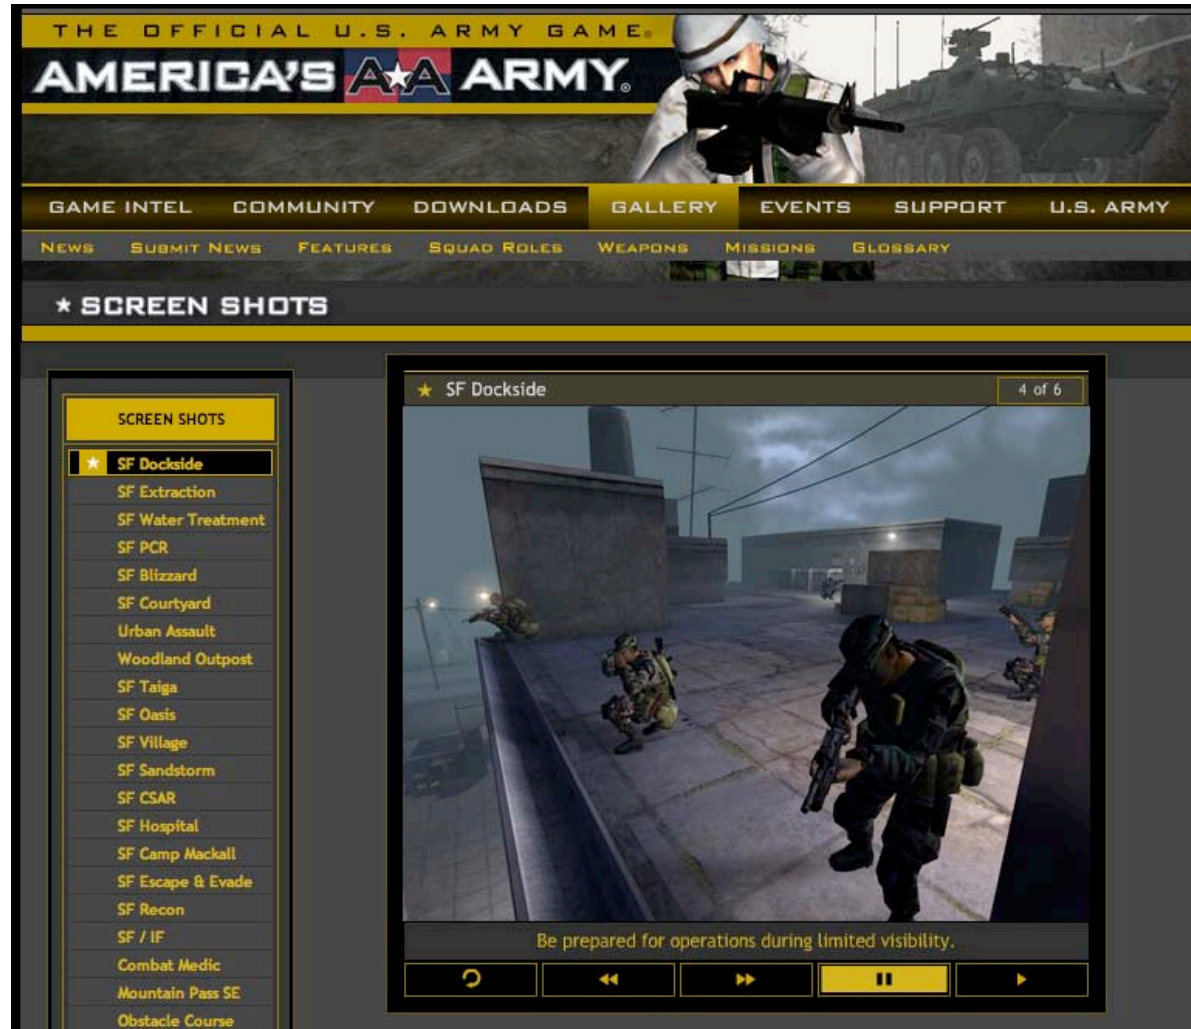 THE OFFICIAL U.S. ARMY GAME®
AMERICA'S AA ARMY®
GAME INTEL COMMUNITY DOWNLOADS GALLERY EVENTS SUPPORT U.S. ARMY
NEWS SUBMIT NEWS FEATURES SQUAD ROLES WEAPONS MISSIONS GLOSSARY
SCREEN SHOTS
SCREEN SHOTS
SF Dockside
SF Extraction
SF Water Treatment
SF PCR
SF Blizzard
SF Courtyard
Urban Assault
Woodland Outpost
SF Taiga
SF Oasis
SF Village
SF Sandstorm
SF CSAR
SF Hospital
SF Camp Mackall
SF Escape & Evade
SF Recon
SF / IF
Combat Medic
Mountain Pass SE
Obstacle Course
SF Dockside 4 of 6
Be prepared for operations during limited visibility.